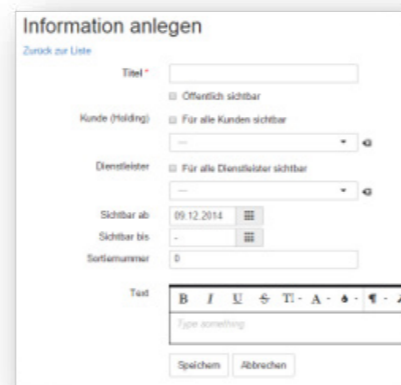 Information anlegen
Zurück zur Liste
Titel *
Öffentlich sichtbar
Kunde (Holding) Für alle Kunden sichtbar
---
Dienstleister Für alle Dienstleister sichtbar
---
Sichtbar ab 09.12.2014
Sichtbar bis -
Sortiernummer 0
Text B I U S TI A ¶
Type something
Speichern Abbrechen